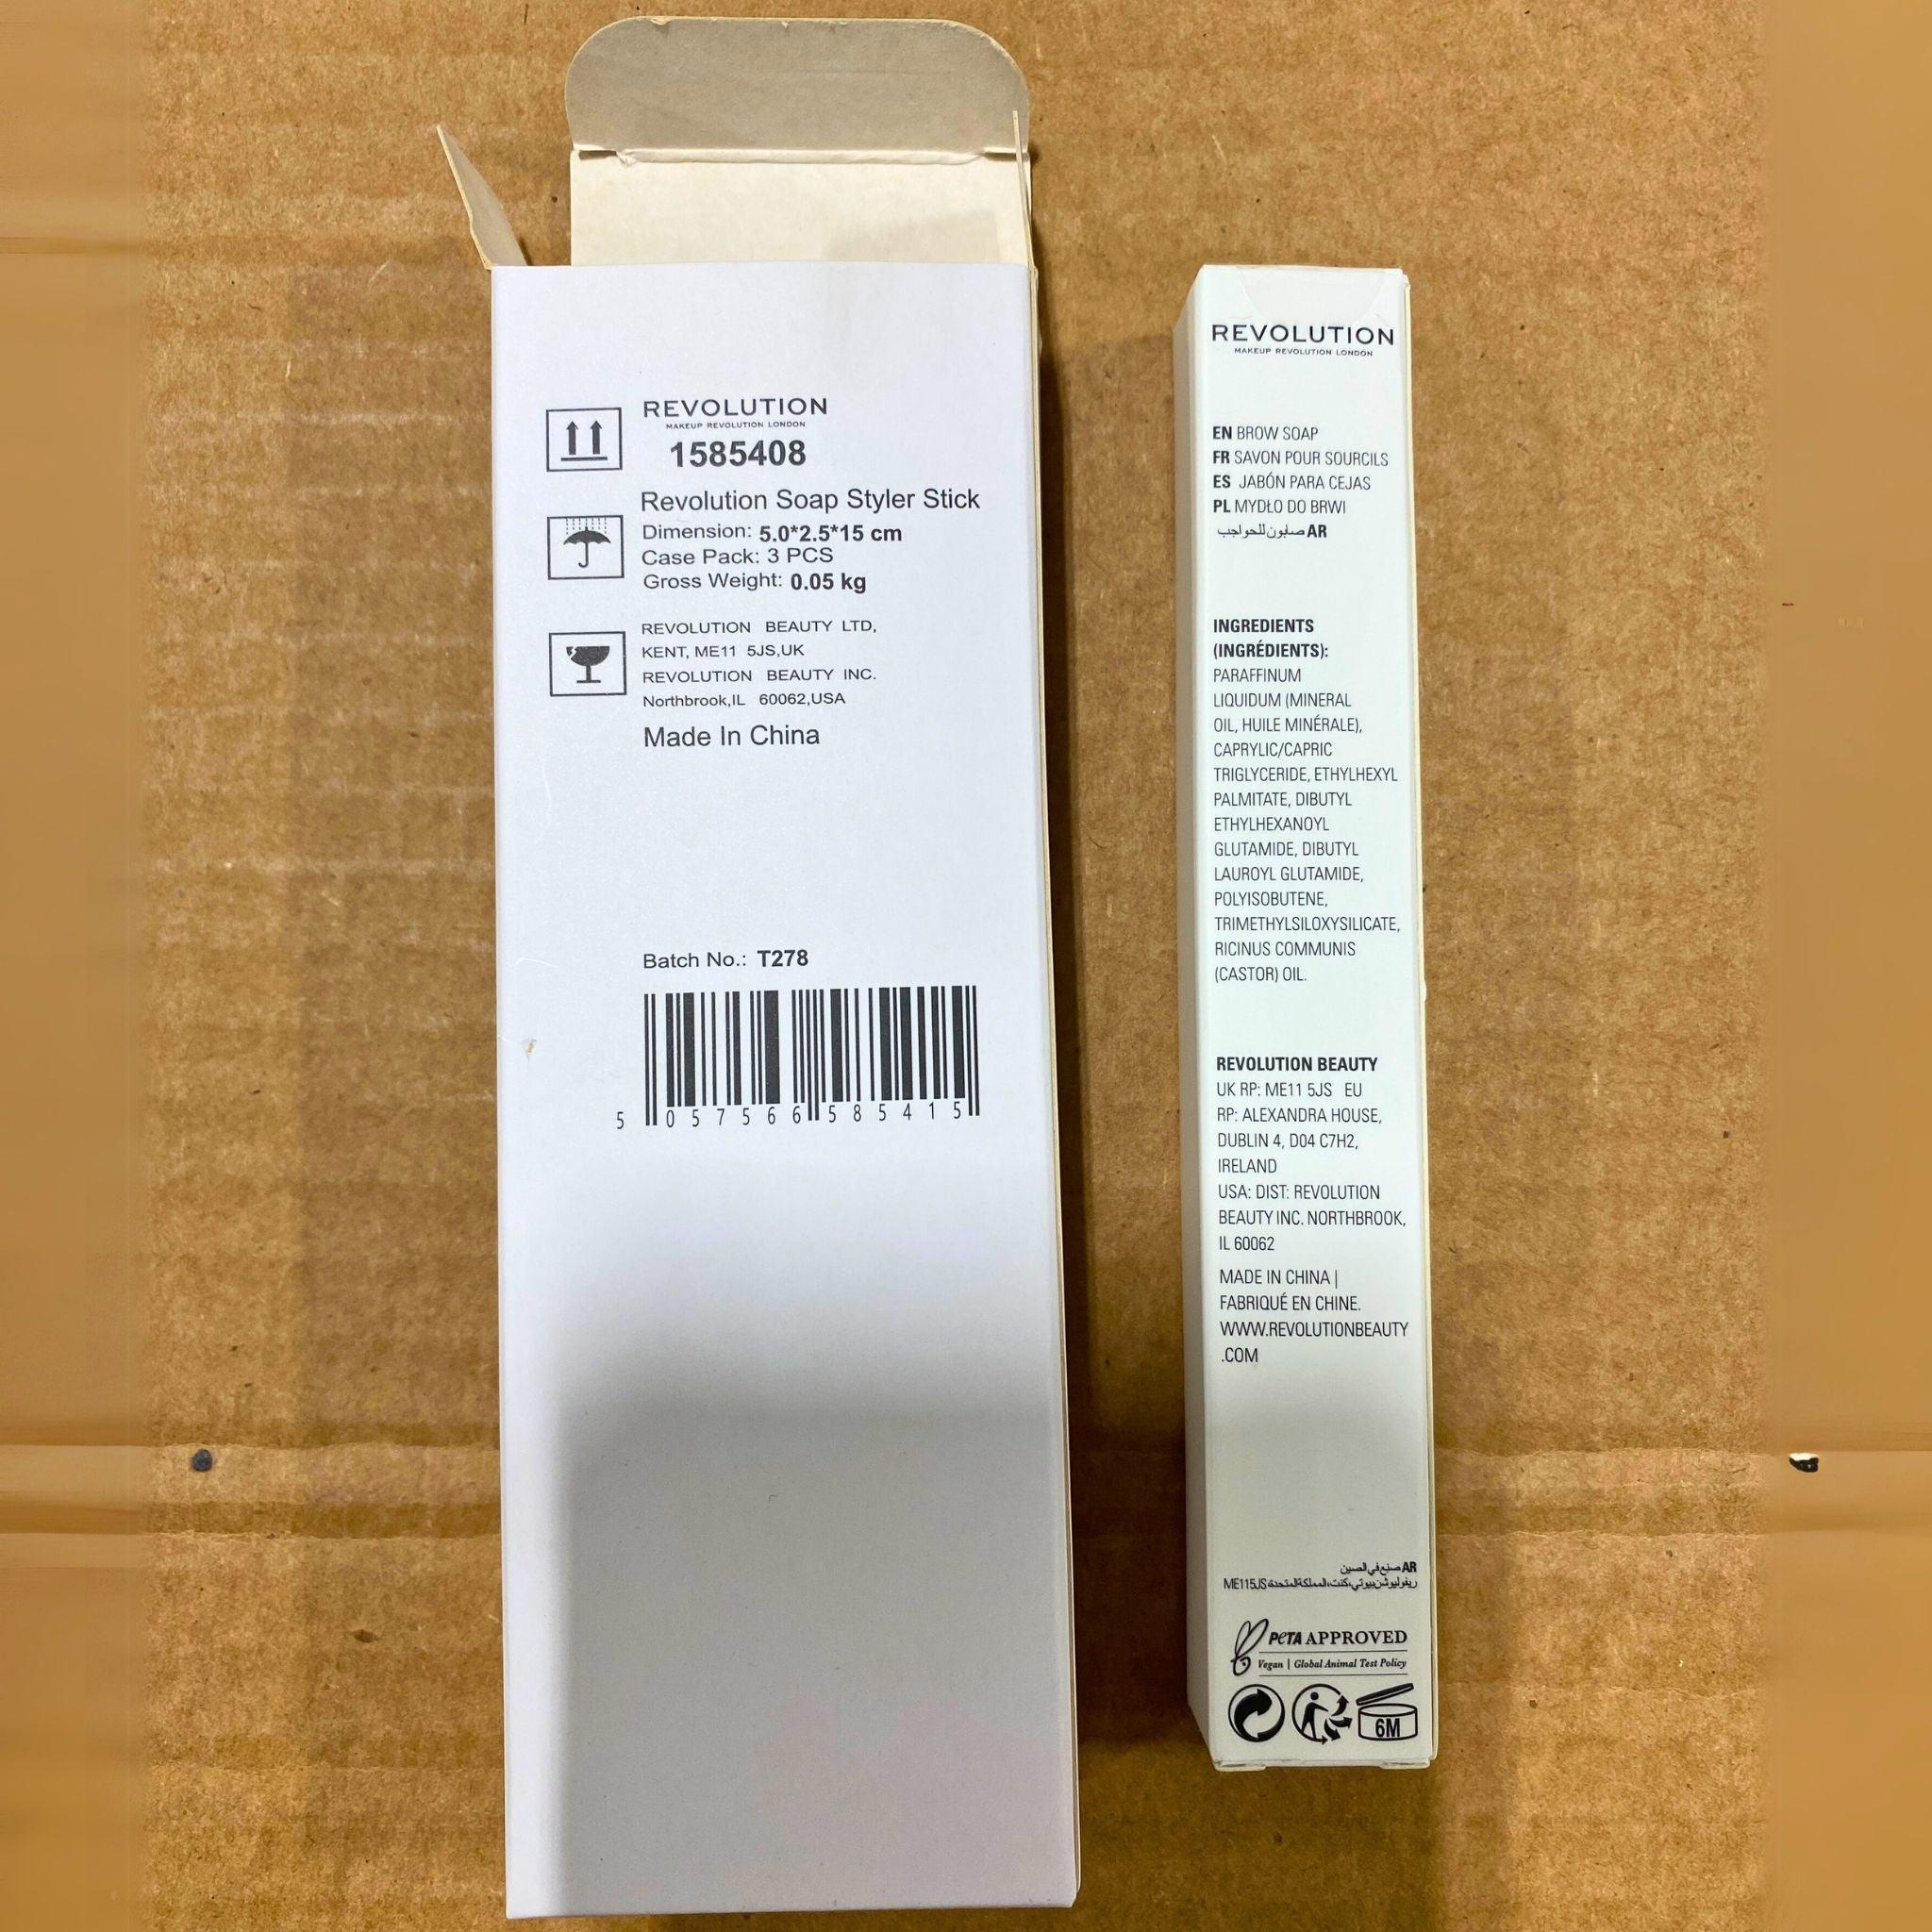 REVOLUTION
MAKEUP REVOLUTION LONDON
1585408
Revolution Soap Styler Stick
Dimension: 5.0*2.5*15 cm
Case Pack: 3 PCS
Gross Weight: 0.05 kg
REVOLUTION BEAUTY LTD,
KENT, ME11 5JS,UK
REVOLUTION BEAUTY INC.
Northbrook,IL 60062,USA
Made In China
Batch No.: T278
5 057566 585415
REVOLUTION
MAKEUP REVOLUTION LONDON
EN BROW SOAP
FR SAVON POUR SOURCILS
ES JABÓN PARA CEJAS
PL MYDŁO DO BRWI
AR صابون للحواجب
INGREDIENTS
(INGRÉDIENTS):
PARAFFINUM
LIQUIDUM (MINERAL
OIL, HUILE MINÉRALE),
CAPRYLIC/CAPRIC
TRIGLYCERIDE, ETHYLHEXYL
PALMITATE, DIBUTYL
ETHYLHEXANOYL
GLUTAMIDE, DIBUTYL
LAUROYL GLUTAMIDE,
POLYISOBUTENE,
TRIMETHYLSILOXYSILICATE,
RICINUS COMMUNIS
(CASTOR) OIL.
REVOLUTION BEAUTY
UK RP: ME11 5JS EU
RP: ALEXANDRA HOUSE,
DUBLIN 4, D04 C7H2,
IRELAND
USA: DIST: REVOLUTION
BEAUTY INC. NORTHBROOK,
IL 60062
MADE IN CHINA |
FABRIQUÉ EN CHINE.
WWW.REVOLUTIONBEAUTY
.COM
AR صنع في الصين
ريفوليوشن بيوتي، كنت، المملكة المتحدة ME115JS
PETA APPROVED
Vegan | Global Animal Test Policy
6M